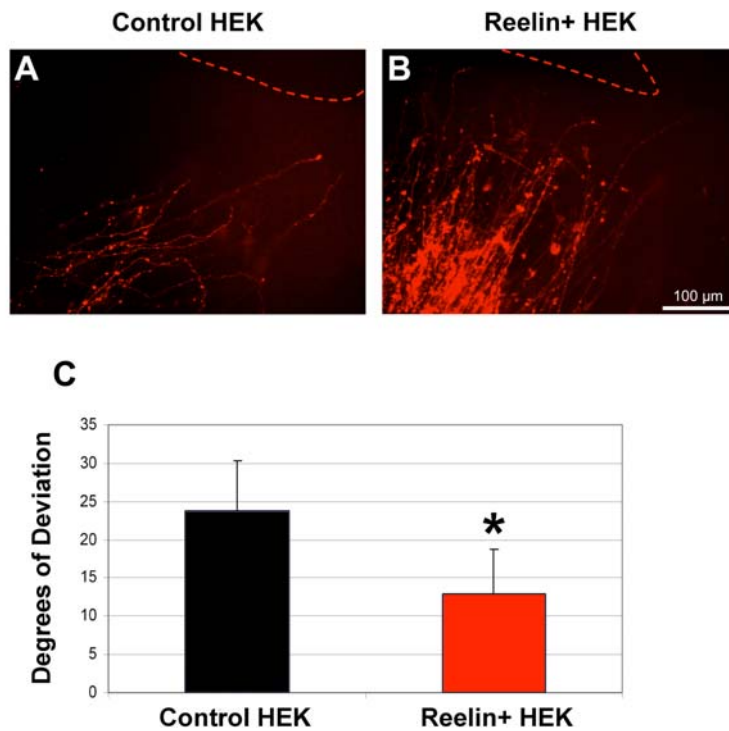 Control HEK Reelin+ HEK
A B
100 µm
C
Degrees of Deviation
35
30
25
20
15
10
5
0
*
Control HEK Reelin+ HEK